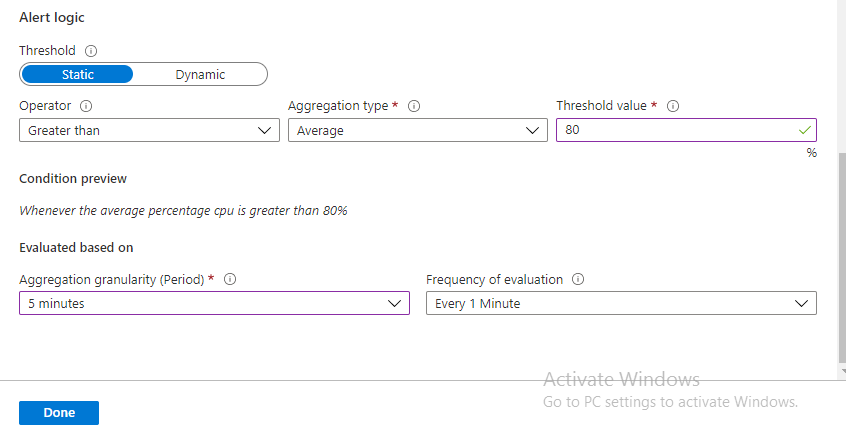 Alert logic
Threshold
Static Dynamic
Operator Aggregation type * Threshold value *
Greater than Average 80
%
Condition preview
Whenever the average percentage cpu is greater than 80%
Evaluated based on
Aggregation granularity (Period) * Frequency of evaluation
5 minutes Every 1 Minute
Activate Windows
Go to PC settings to activate Windows.
Done